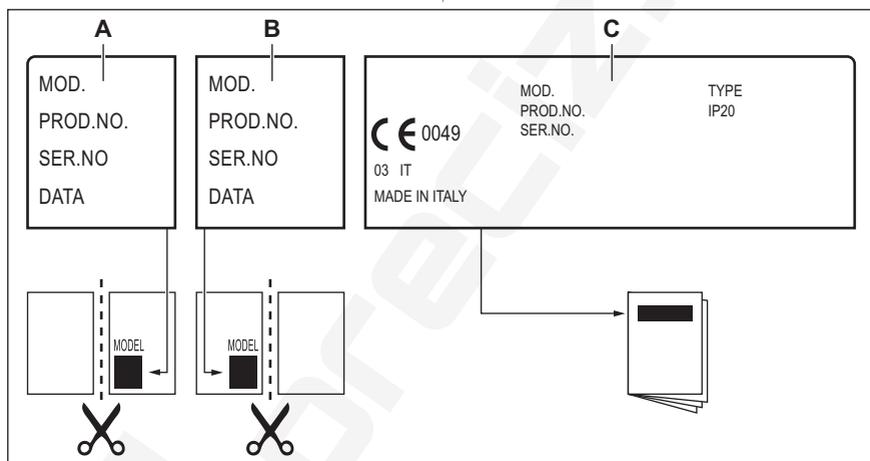 A
B
C
MOD.
PROD.NO.
SER.NO
DATA
MOD.
PROD.NO.
SER.NO
DATA
MOD.
PROD.NO.
SER.NO.
TYPE
IP20
CE 0049
03 IT
MADE IN ITALY
MODEL
MODEL